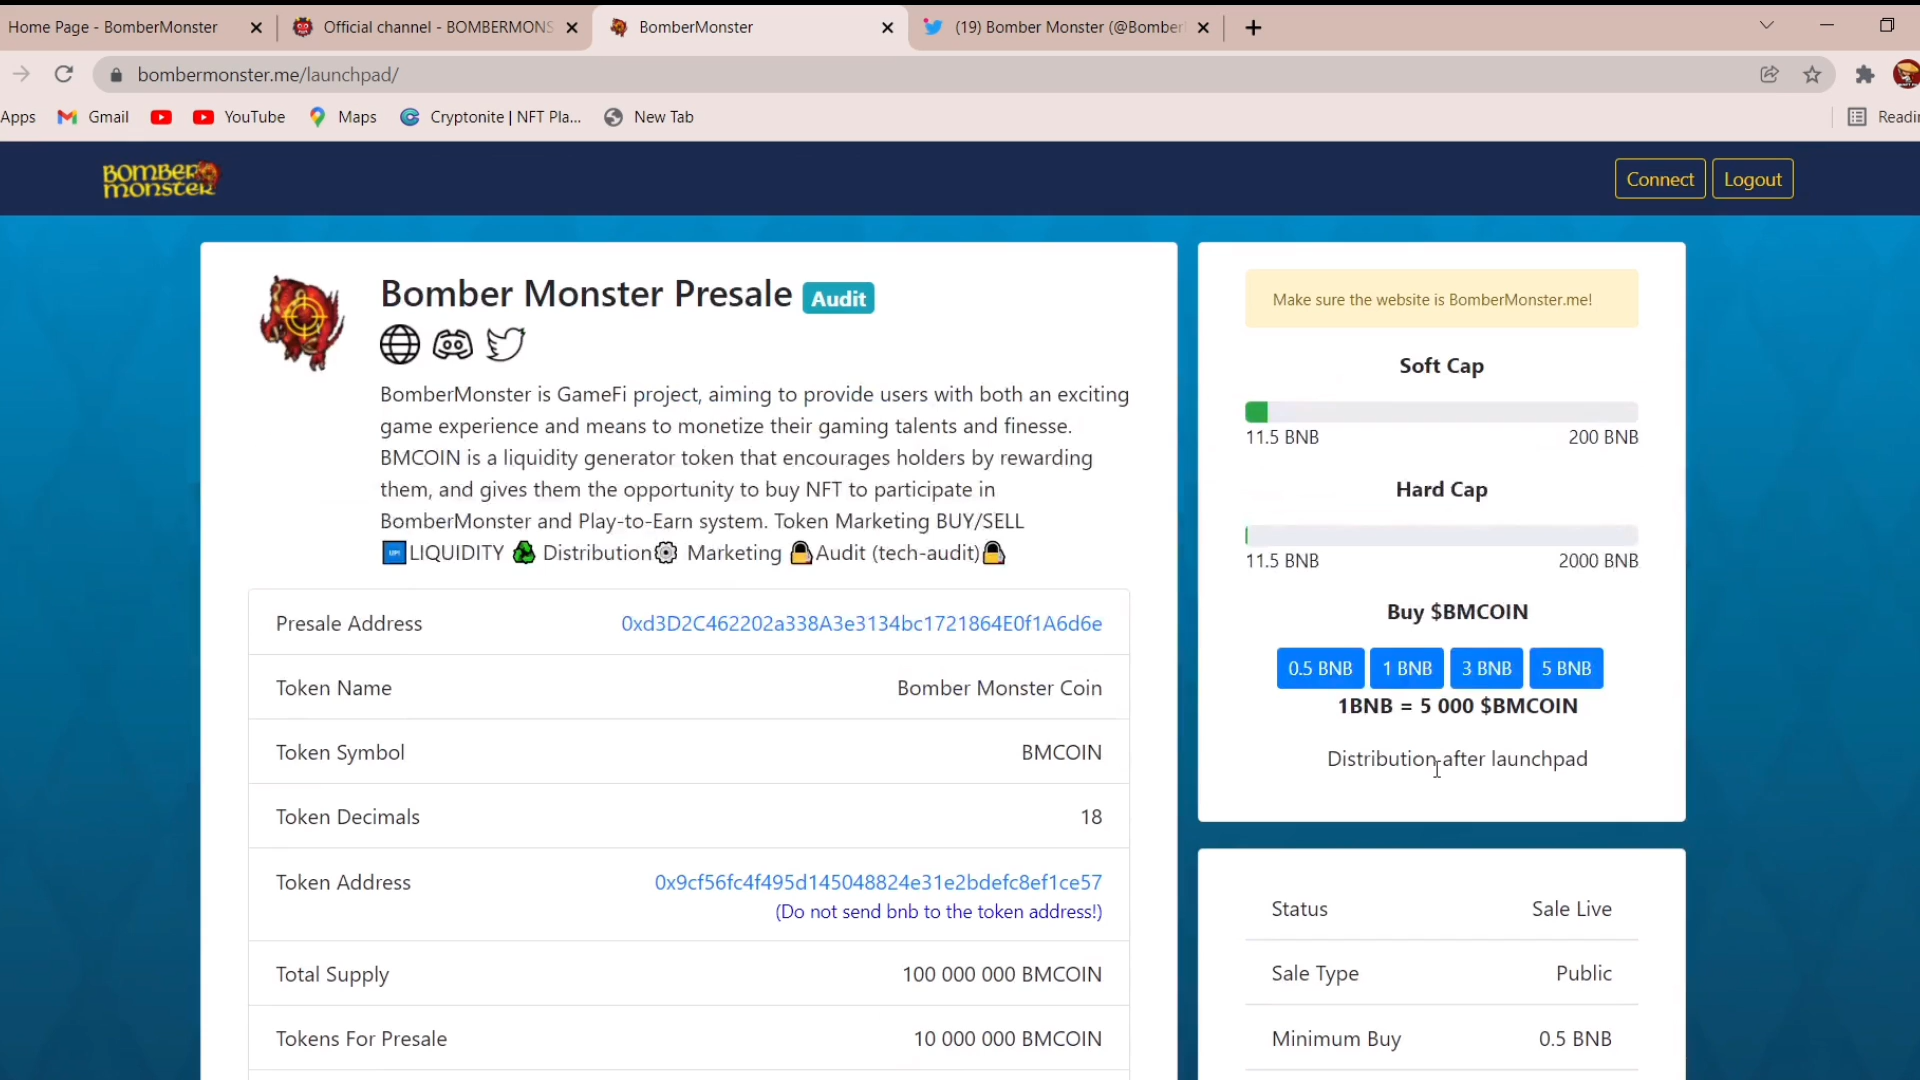 Home Page - BomberMonster
Official channel - BOMBERMONS
BomberMonster
(19) Bomber Monster (@Bomber
bombermonster.me/launchpad/
Apps
Gmail
YouTube
Maps
Cryptonite | NFT Pla...
New Tab
Readi
BOMBER
MONSTER
Connect
Logout
Bomber Monster Presale Audit
BomberMonster is GameFi project, aiming to provide users with both an exciting
game experience and means to monetize their gaming talents and finesse.
BMCOIN is a liquidity generator token that encourages holders by rewarding
them, and gives them the opportunity to buy NFT to participate in
BomberMonster and Play-to-Earn system. Token Marketing BUY/SELL
LIQUIDITY Distribution Marketing Audit (tech-audit)
Presale Address 0xd3D2C462202a338A3e3134bc1721864E0f1A6d6e
Token Name Bomber Monster Coin
Token Symbol BMCOIN
Token Decimals 18
Token Address 0x9cf56fc4f495d145048824e31e2bdefc8ef1ce57
(Do not send bnb to the token address!)
Total Supply 100 000 000 BMCOIN
Tokens For Presale 10 000 000 BMCOIN
Make sure the website is BomberMonster.me!
Soft Cap
11.5 BNB 200 BNB
Hard Cap
11.5 BNB 2000 BNB
Buy $BMCOIN
0.5 BNB 1 BNB 3 BNB 5 BNB
1BNB = 5 000 $BMCOIN
Distribution after launchpad
Status Sale Live
Sale Type Public
Minimum Buy 0.5 BNB